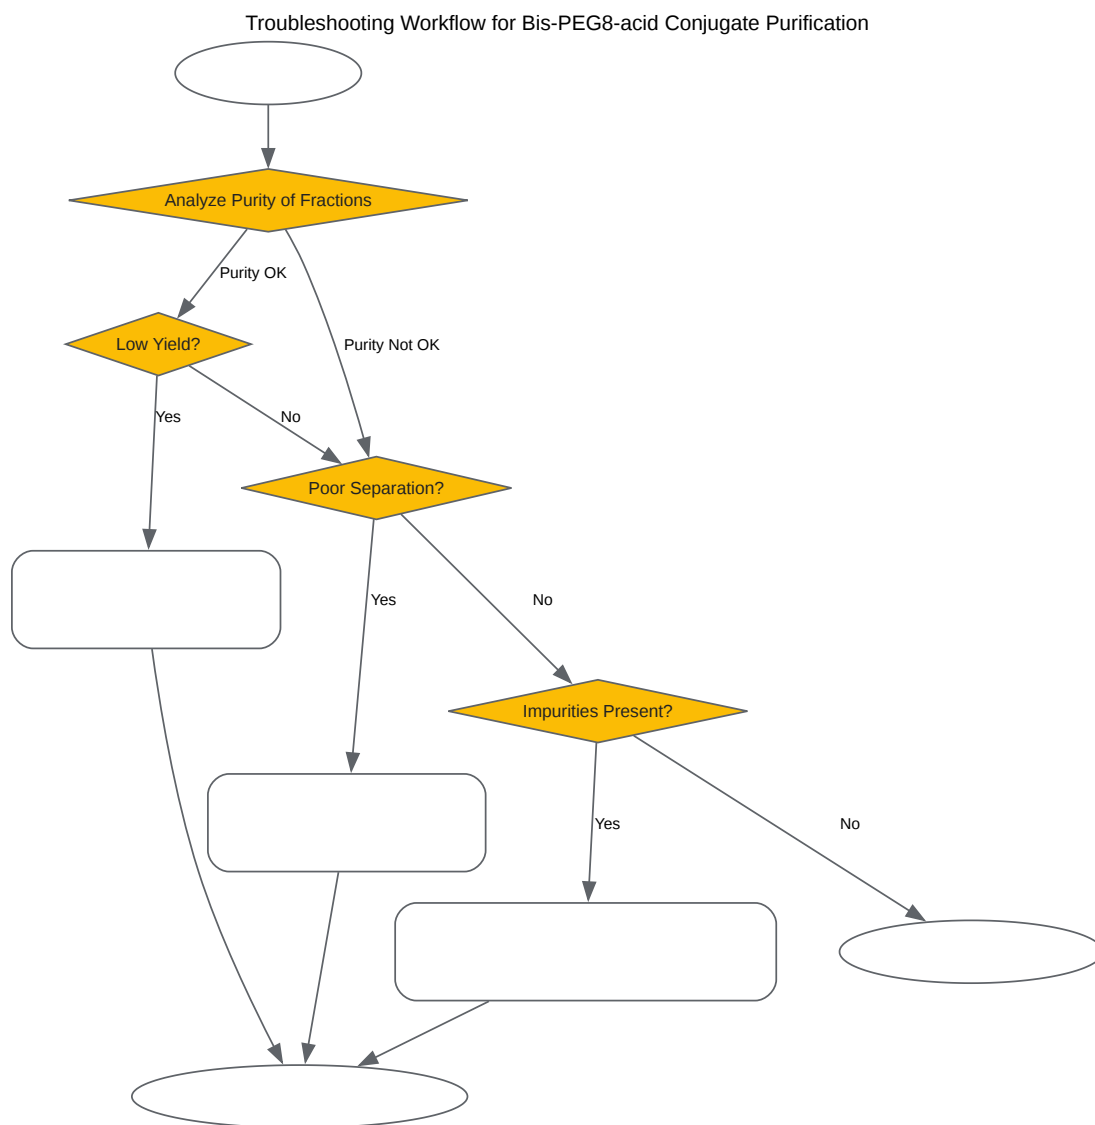 Troubleshooting Workflow for Bis-PEG8-acid Conjugate Purification
Analyze Purity of Fractions
Purity OK
Low Yield?
Purity Not OK
Yes
No
Poor Separation?
Yes
No
Impurities Present?
Yes
No